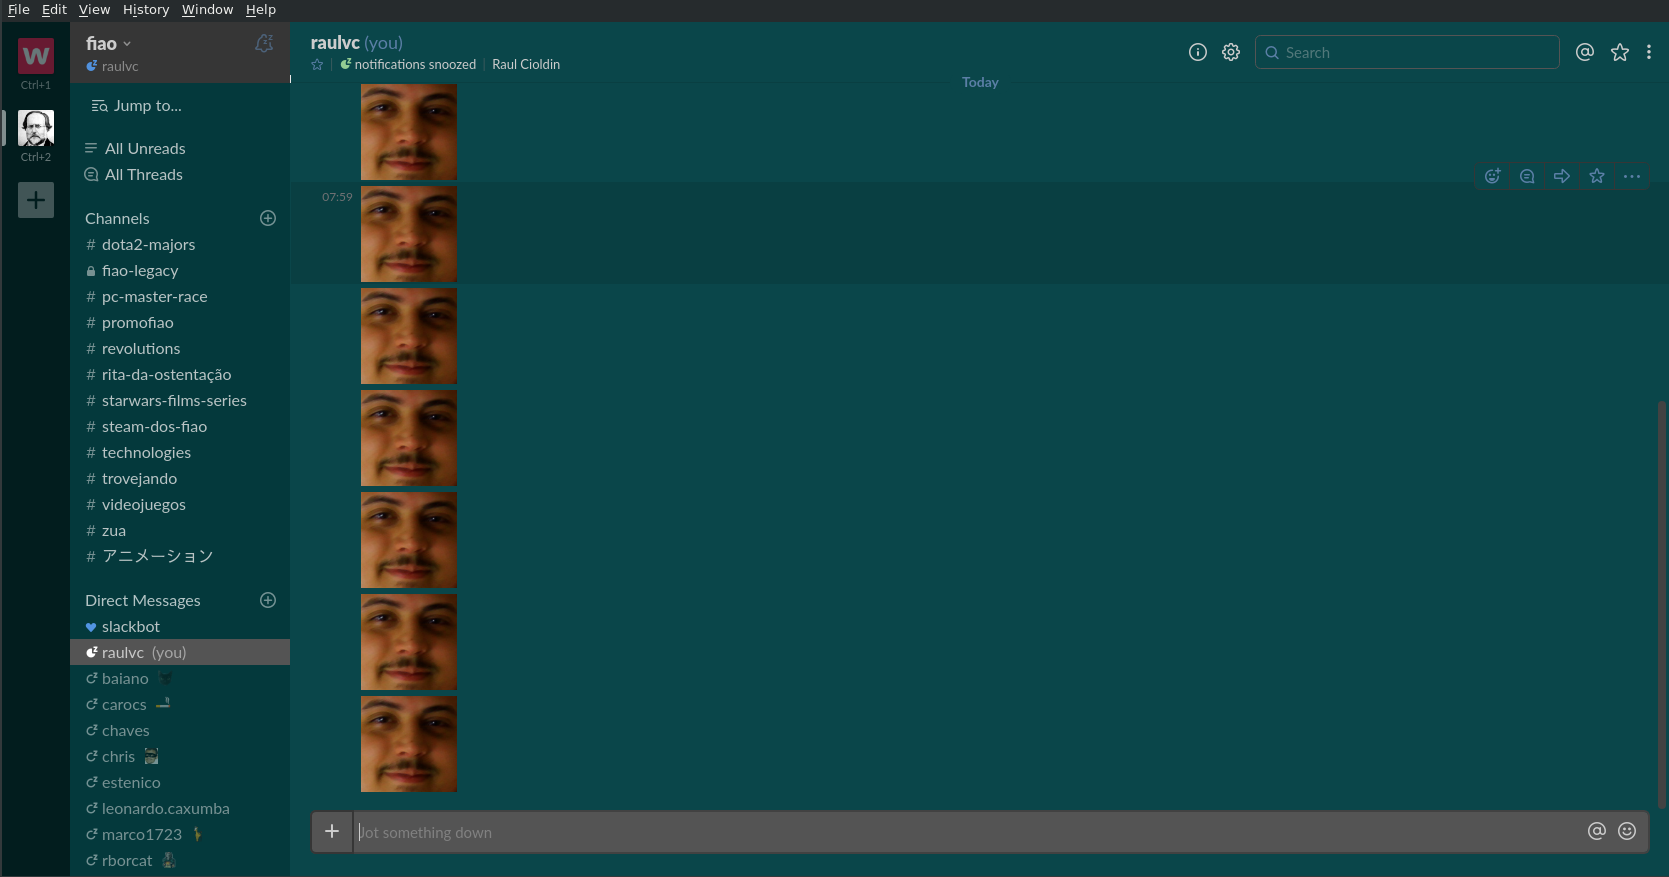 File Edit View History Window Help
W
Ctrl+1
Ctrl+2
fiao
raulvc
Jump to...
All Unreads
All Threads
Channels
# dota2-majors
fiao-legacy
# pc-master-race
# promofiao
# revolutions
# rita-da-ostentação
# starwars-films-series
# steam-dos-fiao
# technologies
# trovejando
# videojuegos
# zua
# アニメーション
Direct Messages
slackbot
raulvc (you)
baiano
carocs
chaves
chris
estenico
leonardo.caxumba
marco1723
rborcat
raulvc (you)
notifications snoozed | Raul Cioldin
Search
Today
07:59
Jot something down